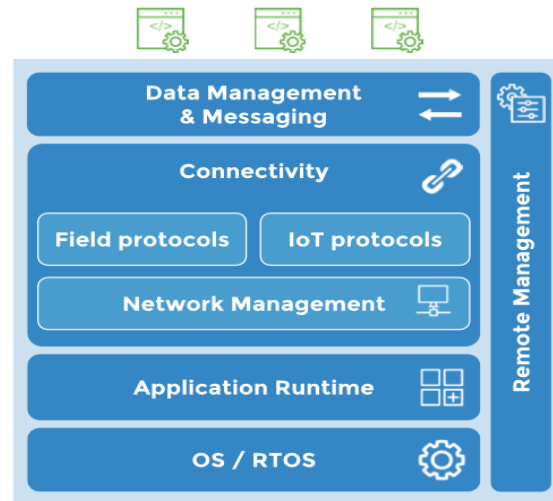 Data Management
& Messaging
Connectivity
Field protocols
IoT protocols
Network Management
Application Runtime
OS / RTOS
Remote Management